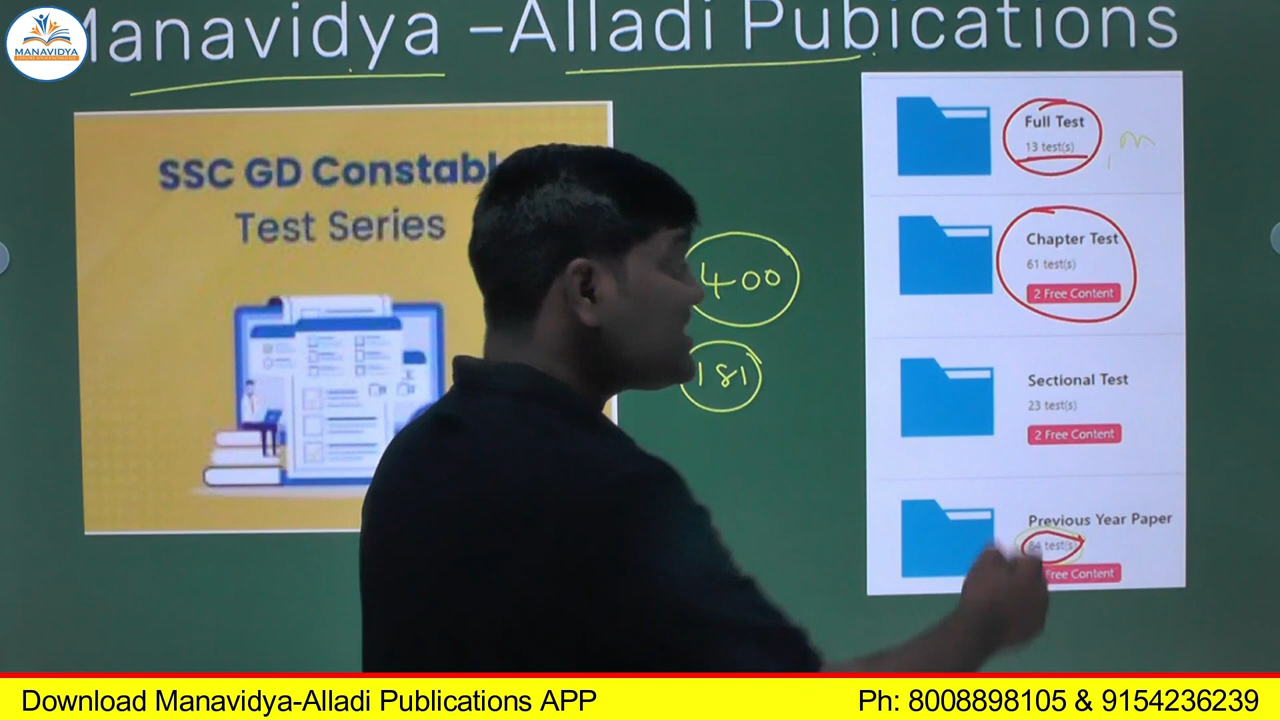 MANAVIDYA
Manavidya –Alladi Pubications
SSC GD Constabl
Test Series
400
181
Full Test
13 test(s)
Chapter Test
61 test(s)
2 Free Content
Sectional Test
23 test(s)
2 Free Content
Previous Year Paper
84 test(s)
Free Content
Download Manavidya-Alladi Publications APP
Ph: 8008898105 & 9154236239